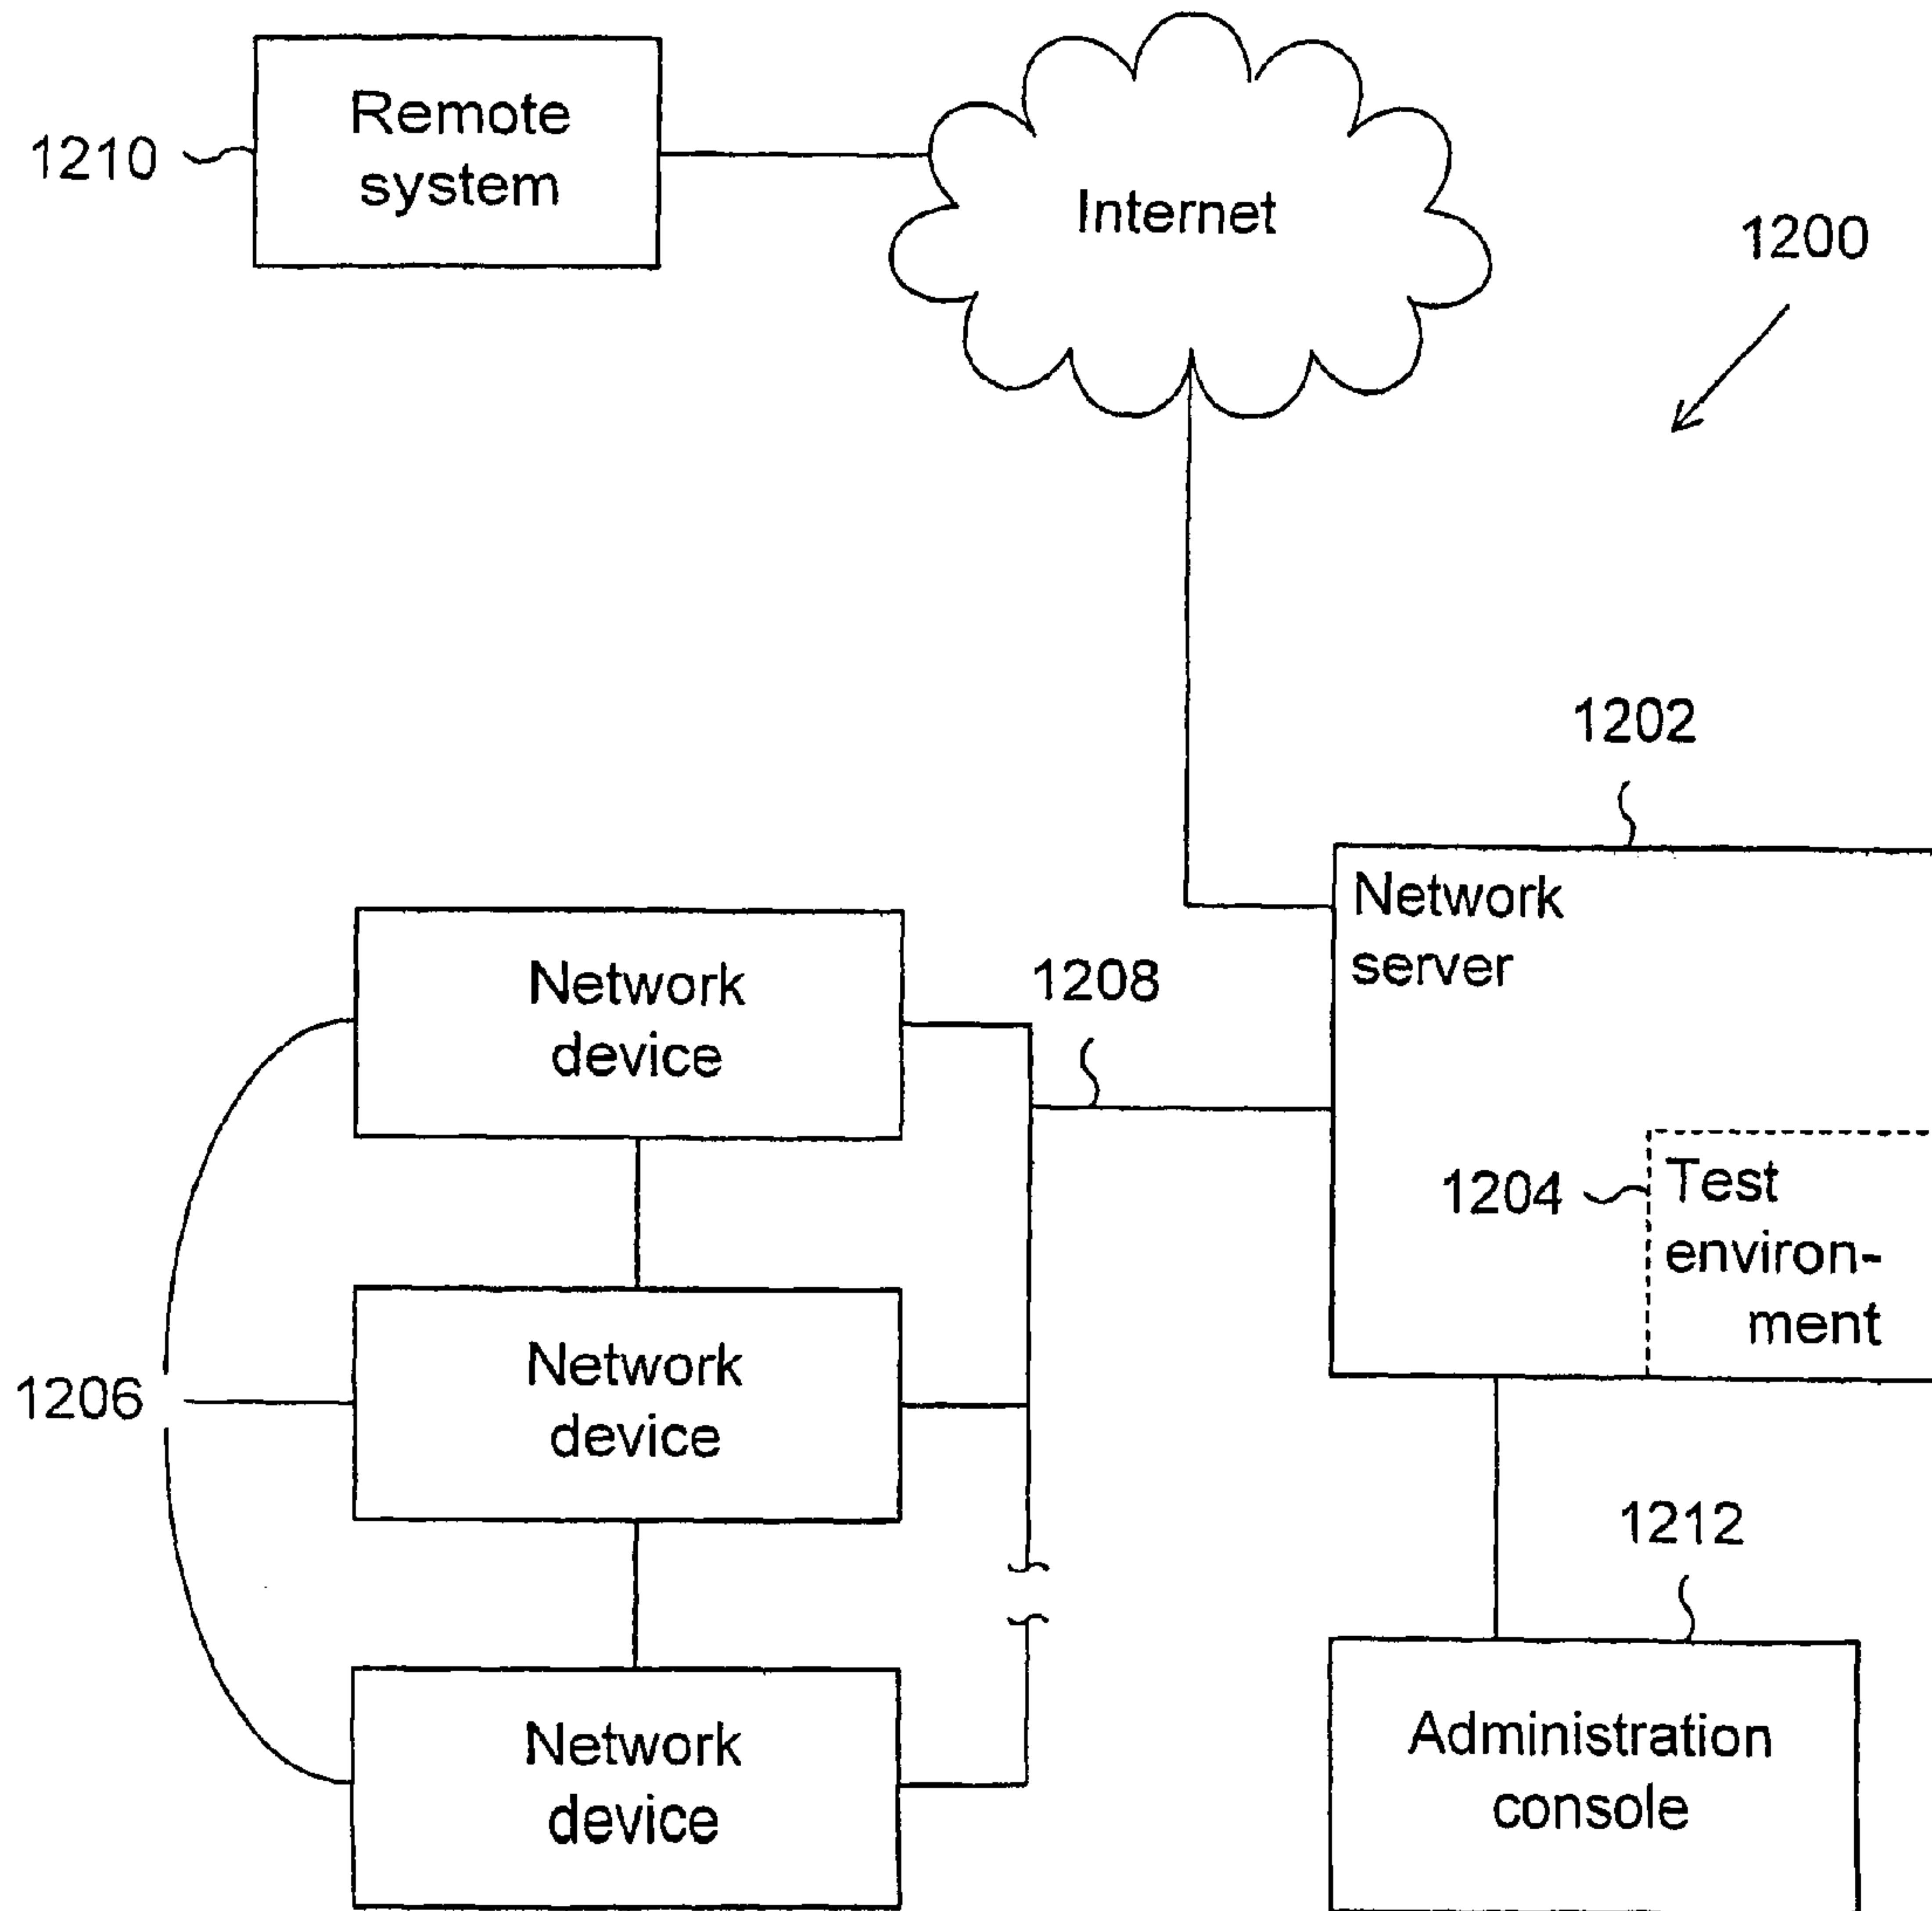 Remote
system
1210
Internet
1200
1202
Network
server
1208
Network
device
1204
Test
environ-
ment
1206
Network
device
1212
Network
device
Administration
console